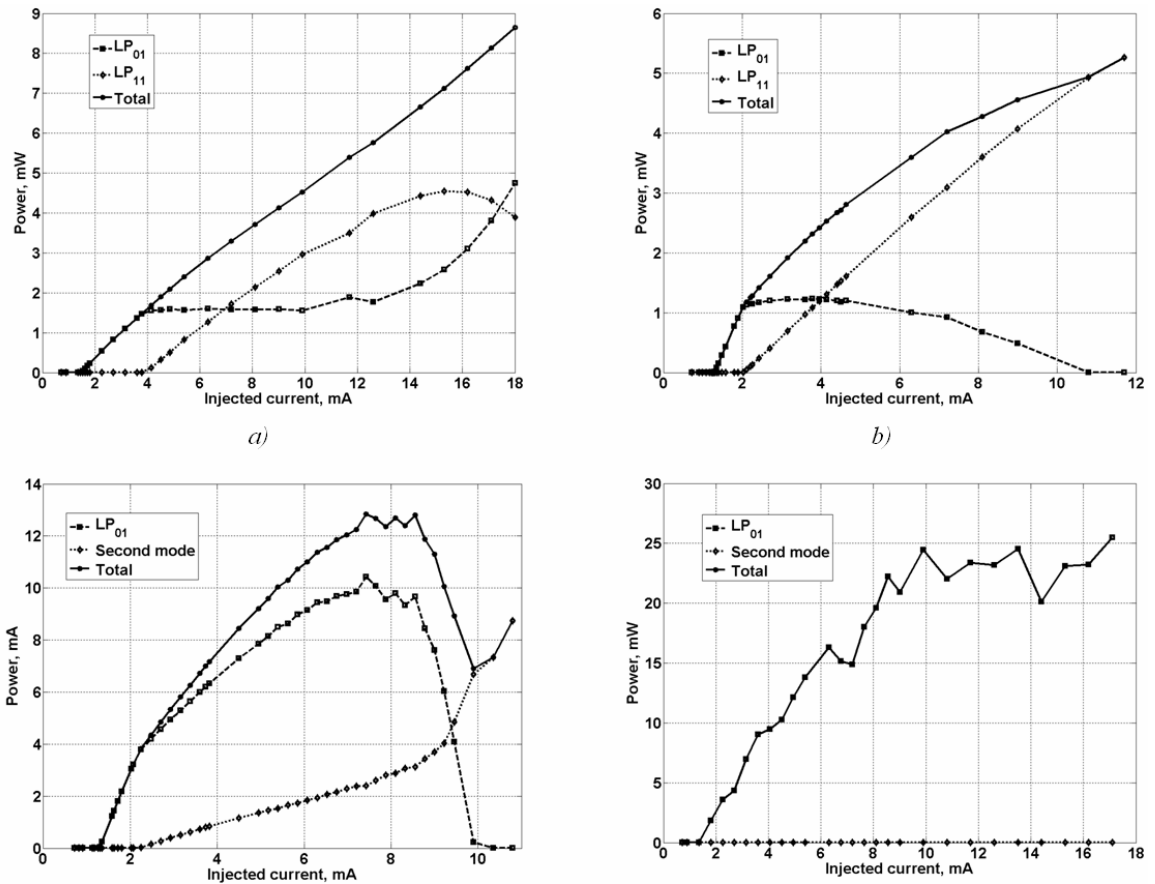 9
8
7
6
5
4
3
2
1
0
Power, mW
LP01
LP11
Total
0 2 4 6 8 10 12 14 16 18
Injected current, mA
a)
6
5
4
3
2
1
0
Power, mW
LP01
LP11
Total
0 2 4 6 8 10 12
Injected current, mA
b)
14
12
10
8
6
4
2
0
Power, mA
LP01
Second mode
Total
0 2 4 6 8 10
Injected current, mA
30
25
20
15
10
5
0
Power, mW
LP01
Second mode
Total
0 2 4 6 8 10 12 14 16 18
Injected current, mA